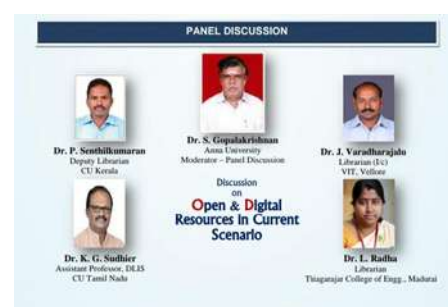 PANEL DISCUSSION
Dr. S. Gopalakrishnan
Anna University
Moderator – Panel Discussion
Dr. P. Senthilkumaran
Deputy Librarian
CU Kerala
Dr. J. Varadharajalu
Librarian (I/c)
VIT, Vellore
Discussion
on
Open & Digital
Resources In Current
Scenario
Dr. K. G. Sudhier
Assistant Professor, DLIS
CU Tamil Nadu
Dr. L. Radha
Librarian
Thiagarajar College of Engg., Madurai